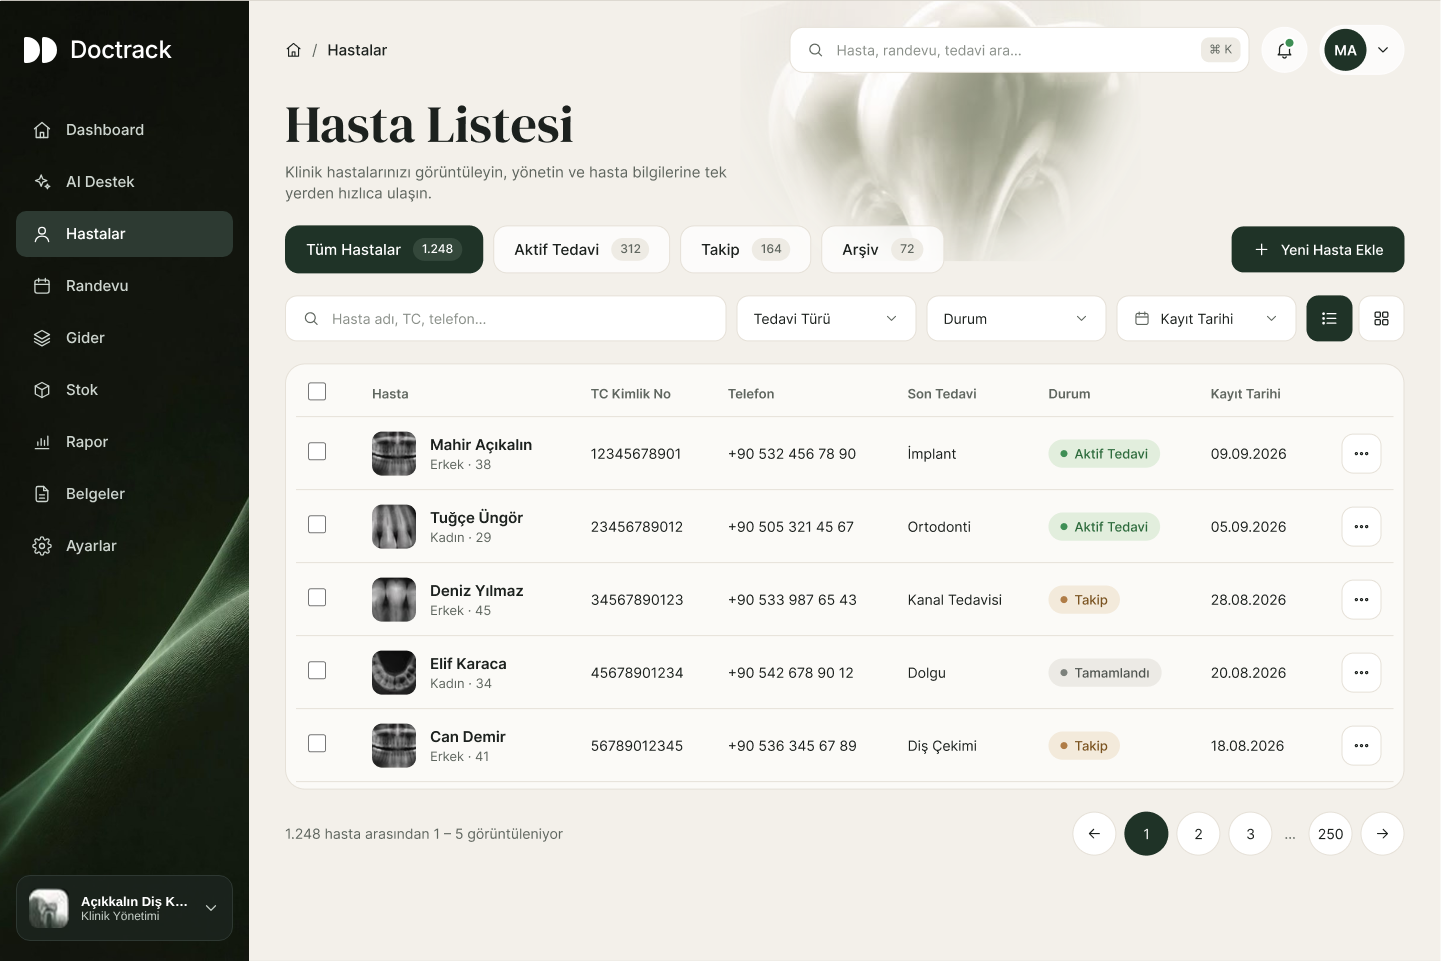 Doctrack
Dashboard
AI Destek
Hastalar
Randevu
Gider
Stok
Rapor
Belgeler
Ayarlar
Açıkkalın Diş K...
Klinik Yönetimi
/ Hastalar
Hasta, randevu, tedavi ara...
⌘ K
MA
Hasta Listesi
Klinik hastalarınızı görüntüleyin, yönetin ve hasta bilgilerine tek
yerden hızlıca ulaşın.
Tüm Hastalar 1.248
Aktif Tedavi 312
Takip 164
Arşiv 72
+ Yeni Hasta Ekle
Hasta adı, TC, telefon...
Tedavi Türü
Durum
Kayıt Tarihi
Hasta TC Kimlik No Telefon Son Tedavi Durum Kayıt Tarihi
Mahir Açıkalın 12345678901 +90 532 456 78 90 İmplant Aktif Tedavi 09.09.2026
Erkek · 38
Tuğçe Üngör 23456789012 +90 505 321 45 67 Ortodonti Aktif Tedavi 05.09.2026
Kadın · 29
Deniz Yılmaz 34567890123 +90 533 987 65 43 Kanal Tedavisi Takip 28.08.2026
Erkek · 45
Elif Karaca 45678901234 +90 542 678 90 12 Dolgu Tamamlandı 20.08.2026
Kadın · 34
Can Demir 56789012345 +90 536 345 67 89 Diş Çekimi Takip 18.08.2026
Erkek · 41
1.248 hasta arasından 1 – 5 görüntüleniyor
← 1 2 3 ... 250 →